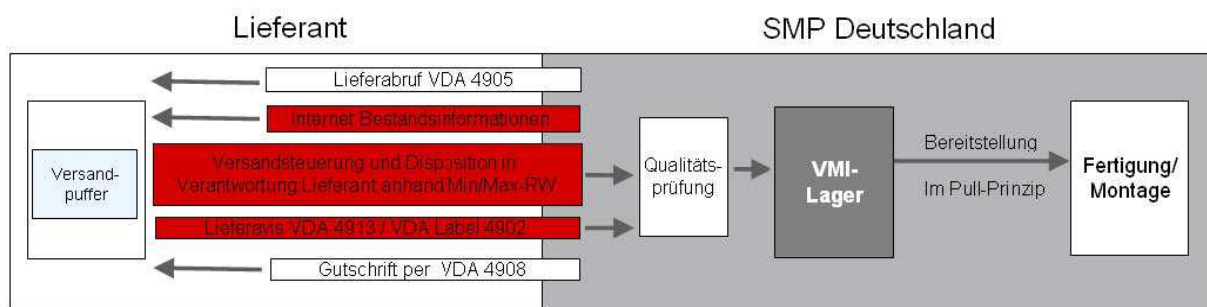 Lieferant
SMP Deutschland
Lieferabruf VDA 4905
Internet Bestandsinformationen
Versandsteuerung und Disposition in
Verantwortung Lieferant anhand Min/Max-RW
Lieferavis VDA 4913 / VDA Label 4902
Gutschrift per VDA 4908
Versand-
puffer
Qualitäts-
prüfung
VMI-
Lager
Bereitstellung
Im Pull-Prinzip
Fertigung/
Montage